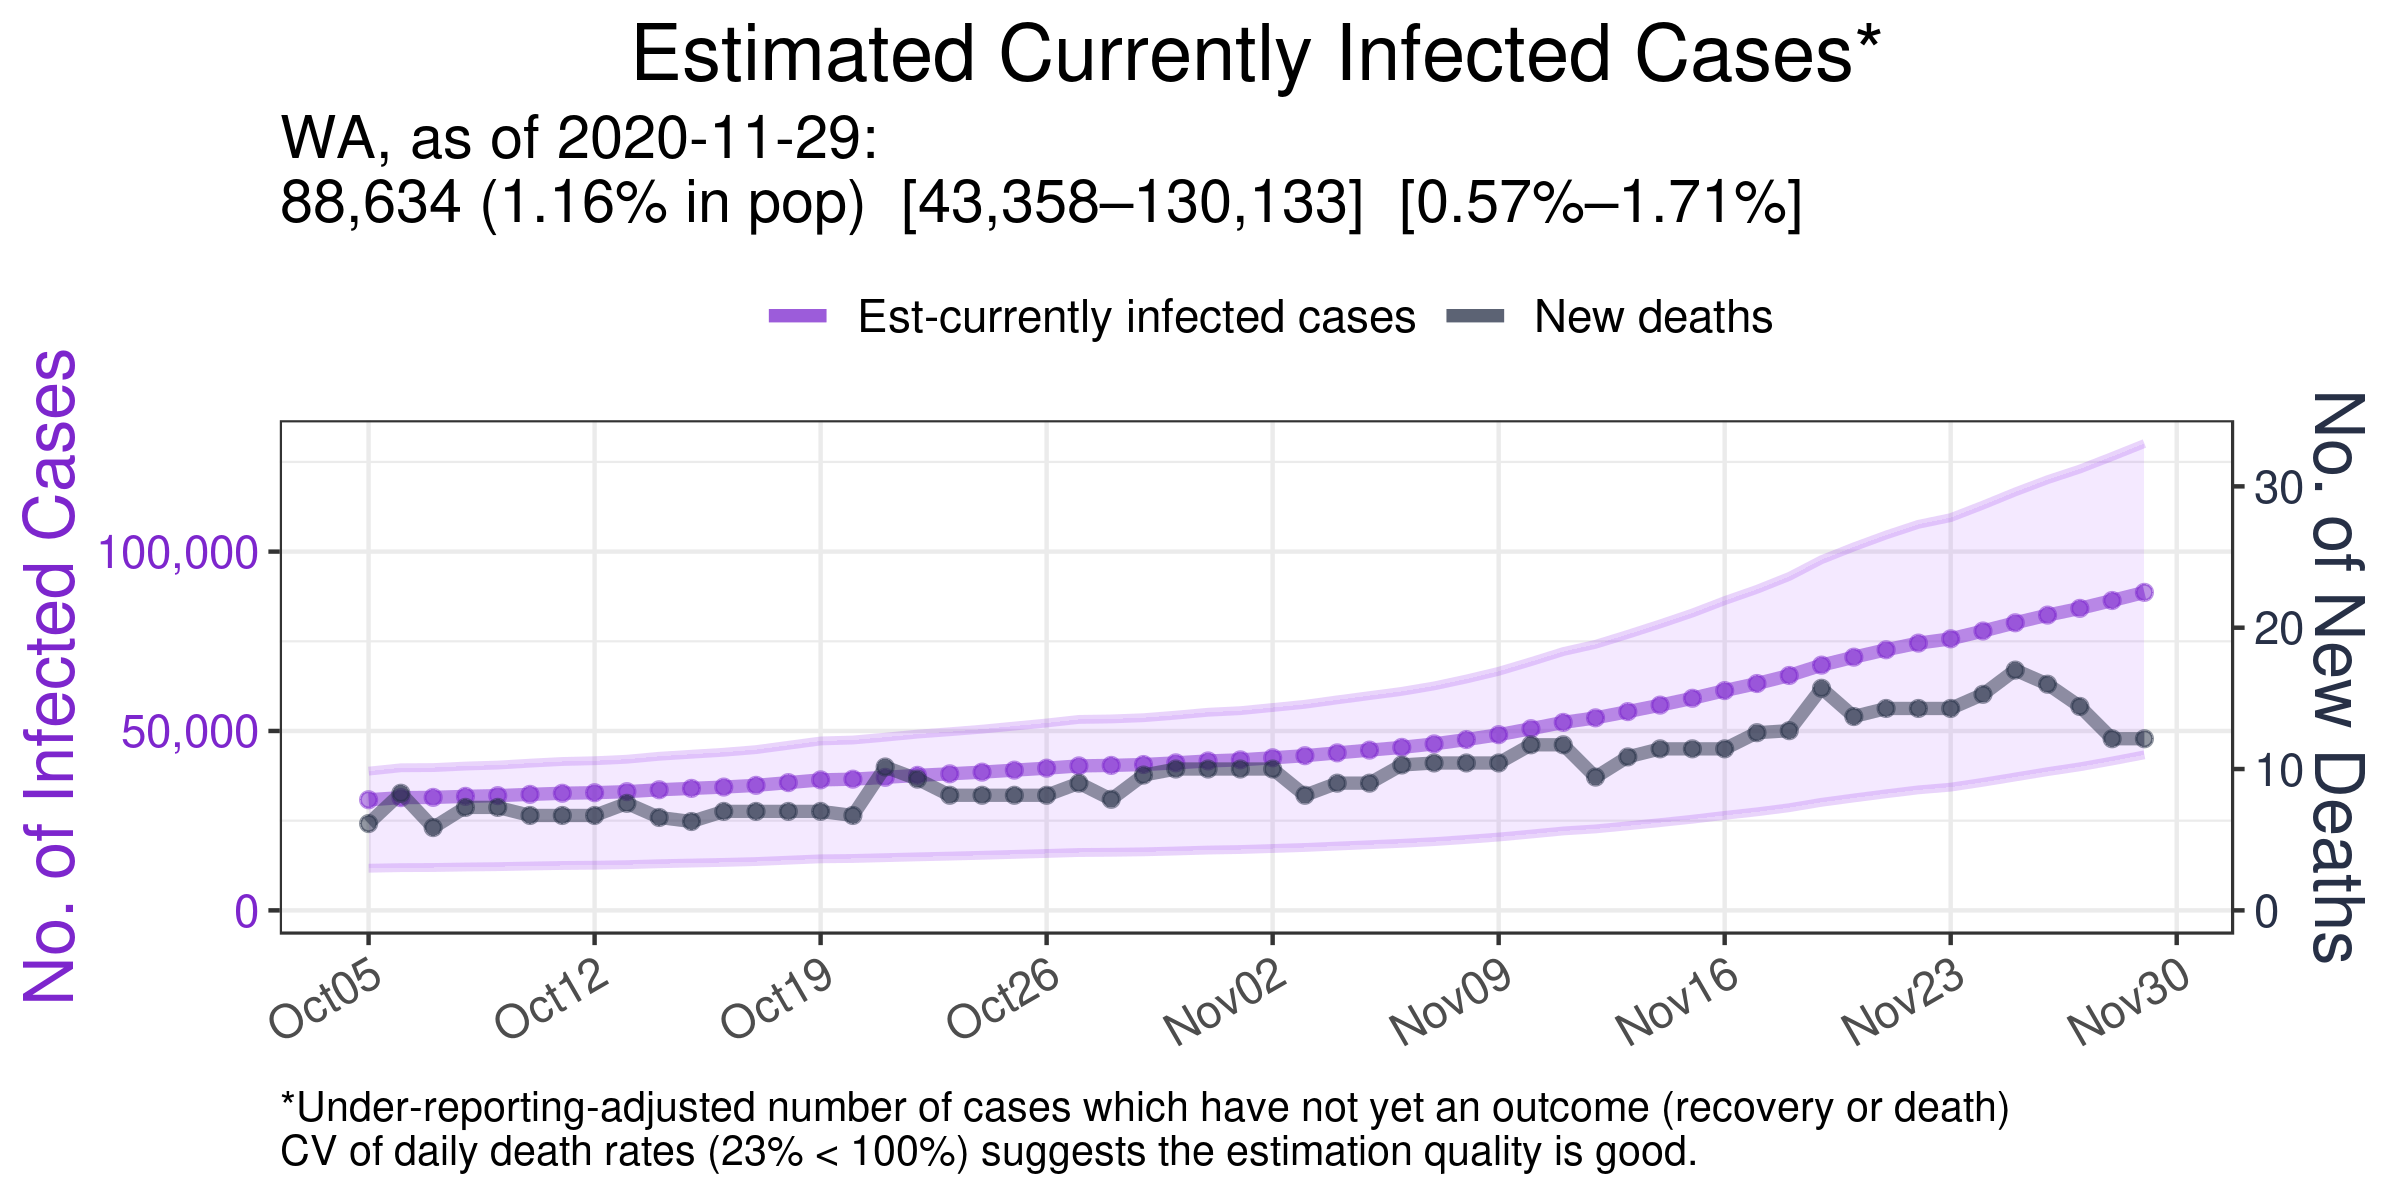 Estimated Currently Infected Cases*
WA, as of 2020-11-29:
88,634 (1.16% in pop)  [43,358–130,133]  [0.57%–1.71%]
Est-currently infected cases
New deaths
No. of Infected Cases
100,000
50,000
0
30
20
10
0
No. of New Deaths
Oct05
Oct12
Oct19
Oct26
Nov02
Nov09
Nov16
Nov23
Nov30
*Under-reporting-adjusted number of cases which have not yet an outcome (recovery or death)
CV of daily death rates (23% < 100%) suggests the estimation quality is good.